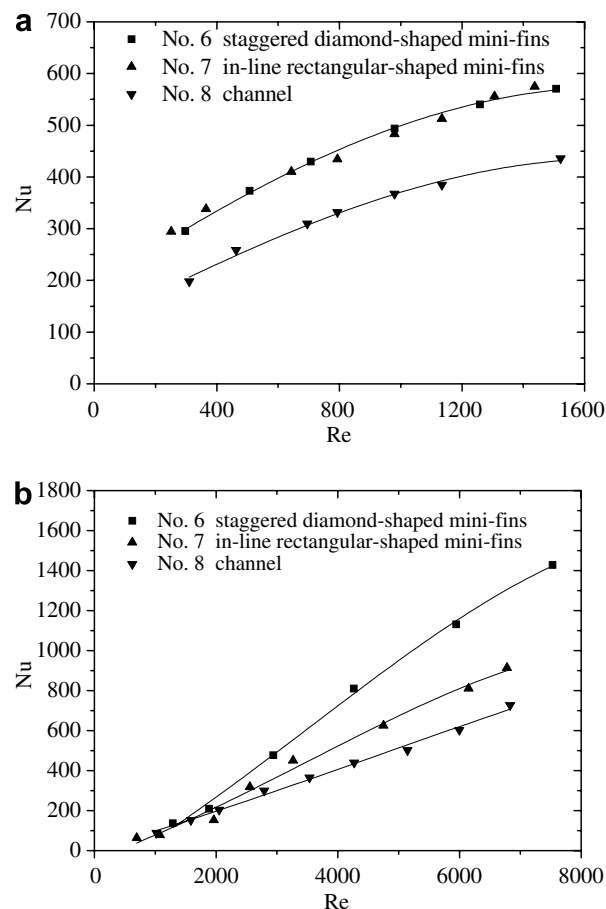 a
700
600
500
400
300
200
100
0
Nu
No. 6 staggered diamond-shaped mini-fins
No. 7 in-line rectangular-shaped mini-fins
No. 8 channel
0 400 800 1200 1600
Re
b
1800
1600
1400
1200
1000
800
600
400
200
0
Nu
No. 6 staggered diamond-shaped mini-fins
No. 7 in-line rectangular-shaped mini-fins
No. 8 channel
0 2000 4000 6000 8000
Re